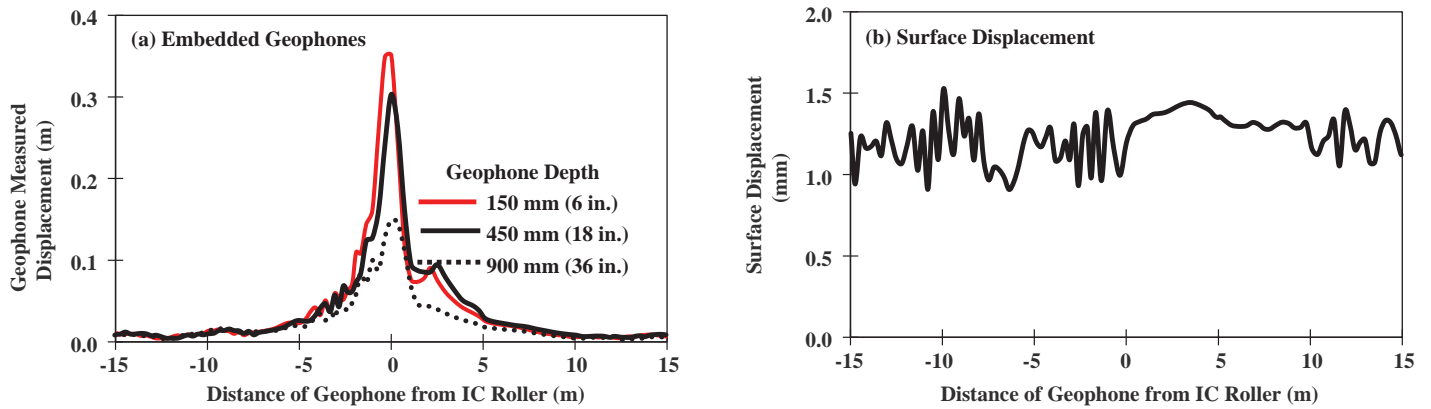 (a) Embedded Geophones
Geophone Measured
Displacement (m)
0.4
0.3
0.2
0.1
0.0
Geophone Depth
150 mm (6 in.)
450 mm (18 in.)
900 mm (36 in.)
-15
-10
-5
0
5
10
15
Distance of Geophone from IC Roller (m)
(b) Surface Displacement
Surface Displacement
(mm)
2.0
1.5
1.0
0.5
0.0
-15
-10
-5
0
5
10
15
Distance of Geophone from IC Roller (m)